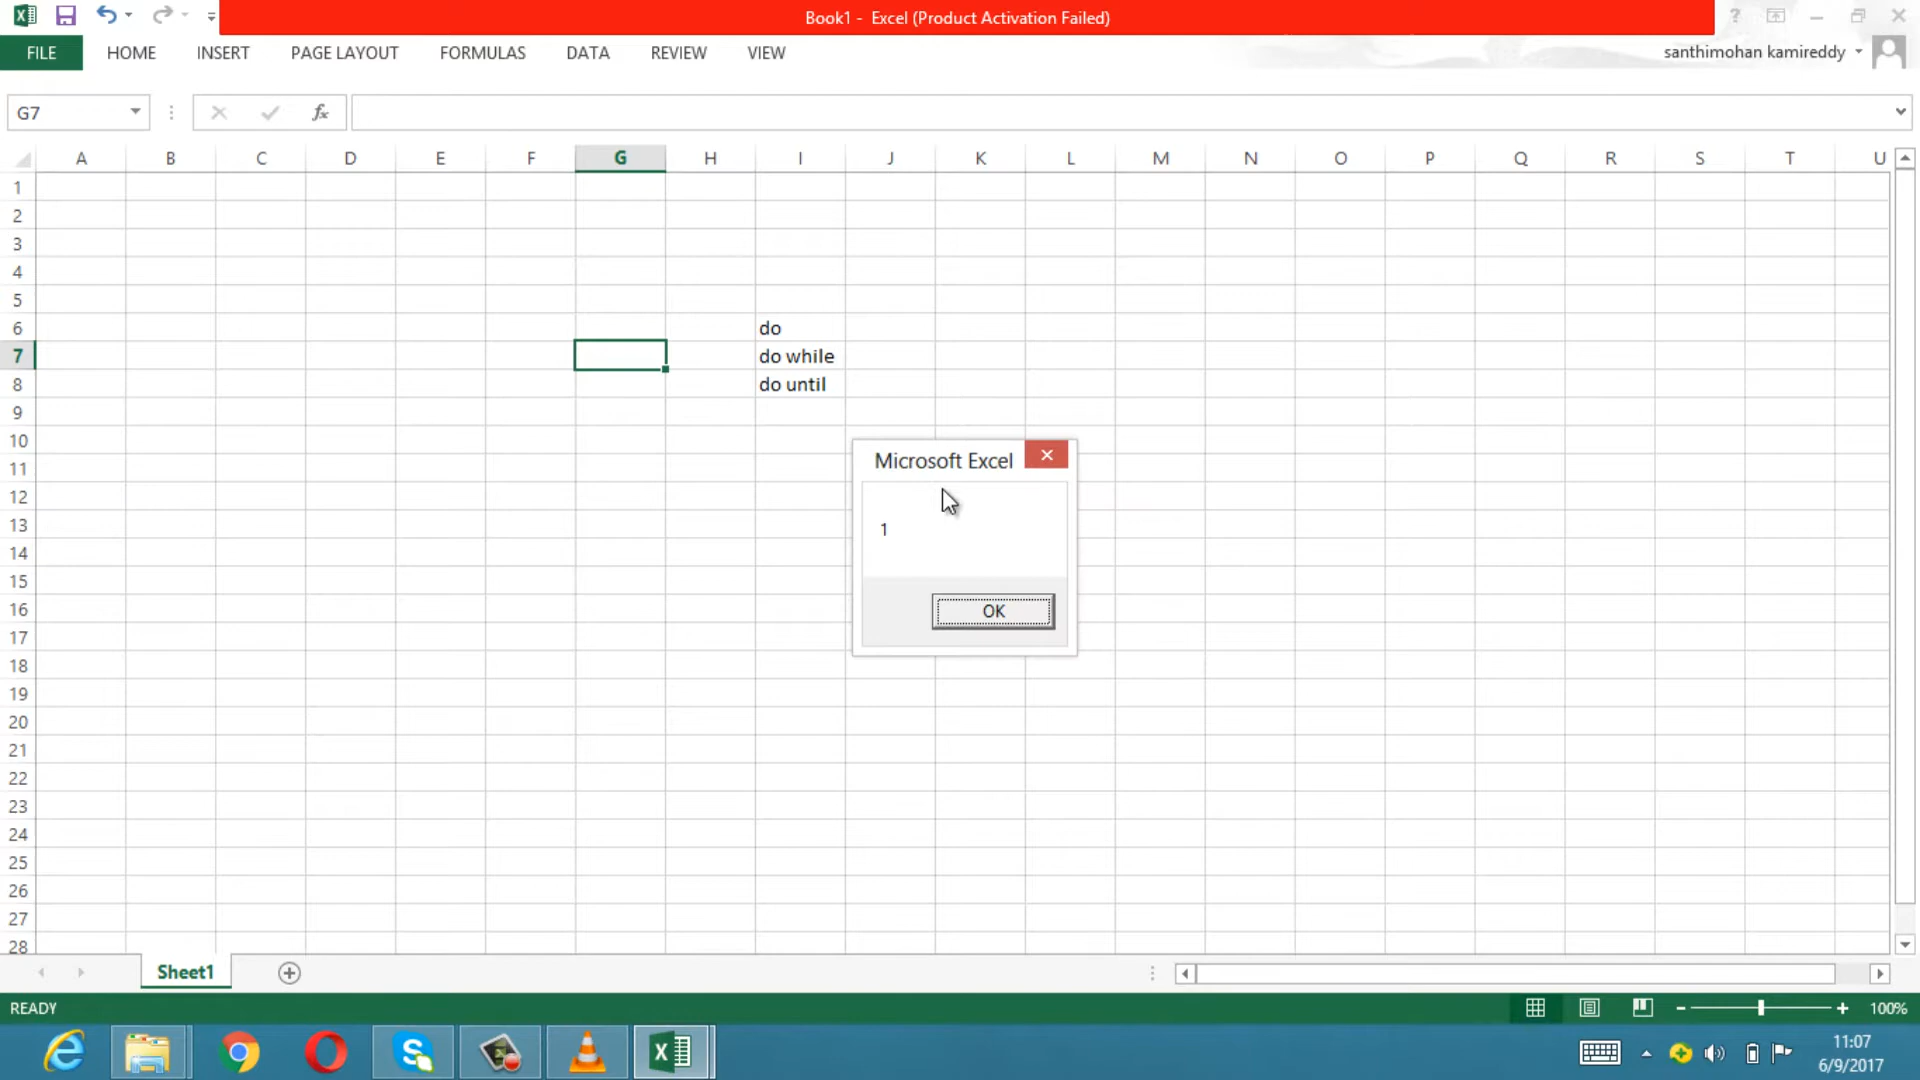 Book1 - Excel (Product Activation Failed)
?
FILE HOME INSERT PAGE LAYOUT FORMULAS DATA REVIEW VIEW
santhimohan kamireddy
G7
fx
A B C D E F G H I J K L M N O P Q R S T U
1
2
3
4
5
6 do
7 do while
8 do until
9
10
11
12
13
14
15
16
17
18
19
20
21
22
23
24
25
26
27
28
Microsoft Excel
1
OK
Sheet1
READY
100%
11:07
6/9/2017